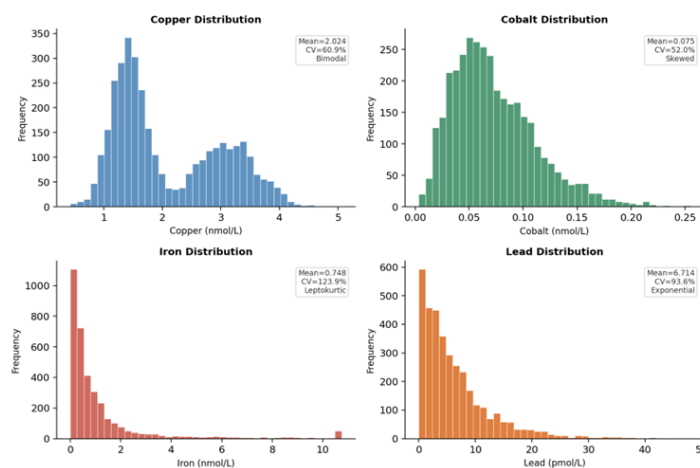 Copper Distribution
350
300
250
200
150
100
50
0
Frequency
1
2
3
4
5
Copper (nmol/L)
Mean=2.024
CV=60.9%
Bimodal
Cobalt Distribution
250
200
150
100
50
0
Frequency
0.00
0.05
0.10
0.15
0.20
0.25
Cobalt (nmol/L)
Mean=0.075
CV=52.0%
Skewed
Iron Distribution
1000
800
600
400
200
0
Frequency
0
2
4
6
8
10
Iron (nmol/L)
Mean=0.748
CV=123.9%
Leptokurtic
Lead Distribution
600
500
400
300
200
100
0
Frequency
0
10
20
30
40
Lead (pmol/L)
Mean=6.714
CV=93.6%
Exponential